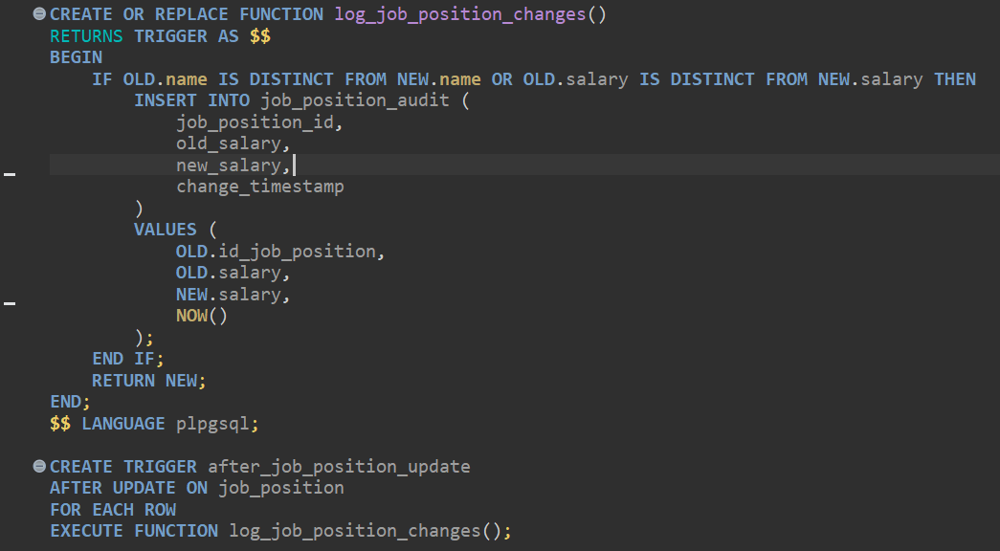 CREATE OR REPLACE FUNCTION log_job_position_changes()
RETURNS TRIGGER AS $$
BEGIN
    IF OLD.name IS DISTINCT FROM NEW.name OR OLD.salary IS DISTINCT FROM NEW.salary THEN
        INSERT INTO job_position_audit (
            job_position_id,
            old_salary,
            new_salary,
            change_timestamp
        )
        VALUES (
            OLD.id_job_position,
            OLD.salary,
            NEW.salary,
            NOW()
        );
    END IF;
    RETURN NEW;
END;
$$ LANGUAGE plpgsql;

CREATE TRIGGER after_job_position_update
AFTER UPDATE ON job_position
FOR EACH ROW
EXECUTE FUNCTION log_job_position_changes();